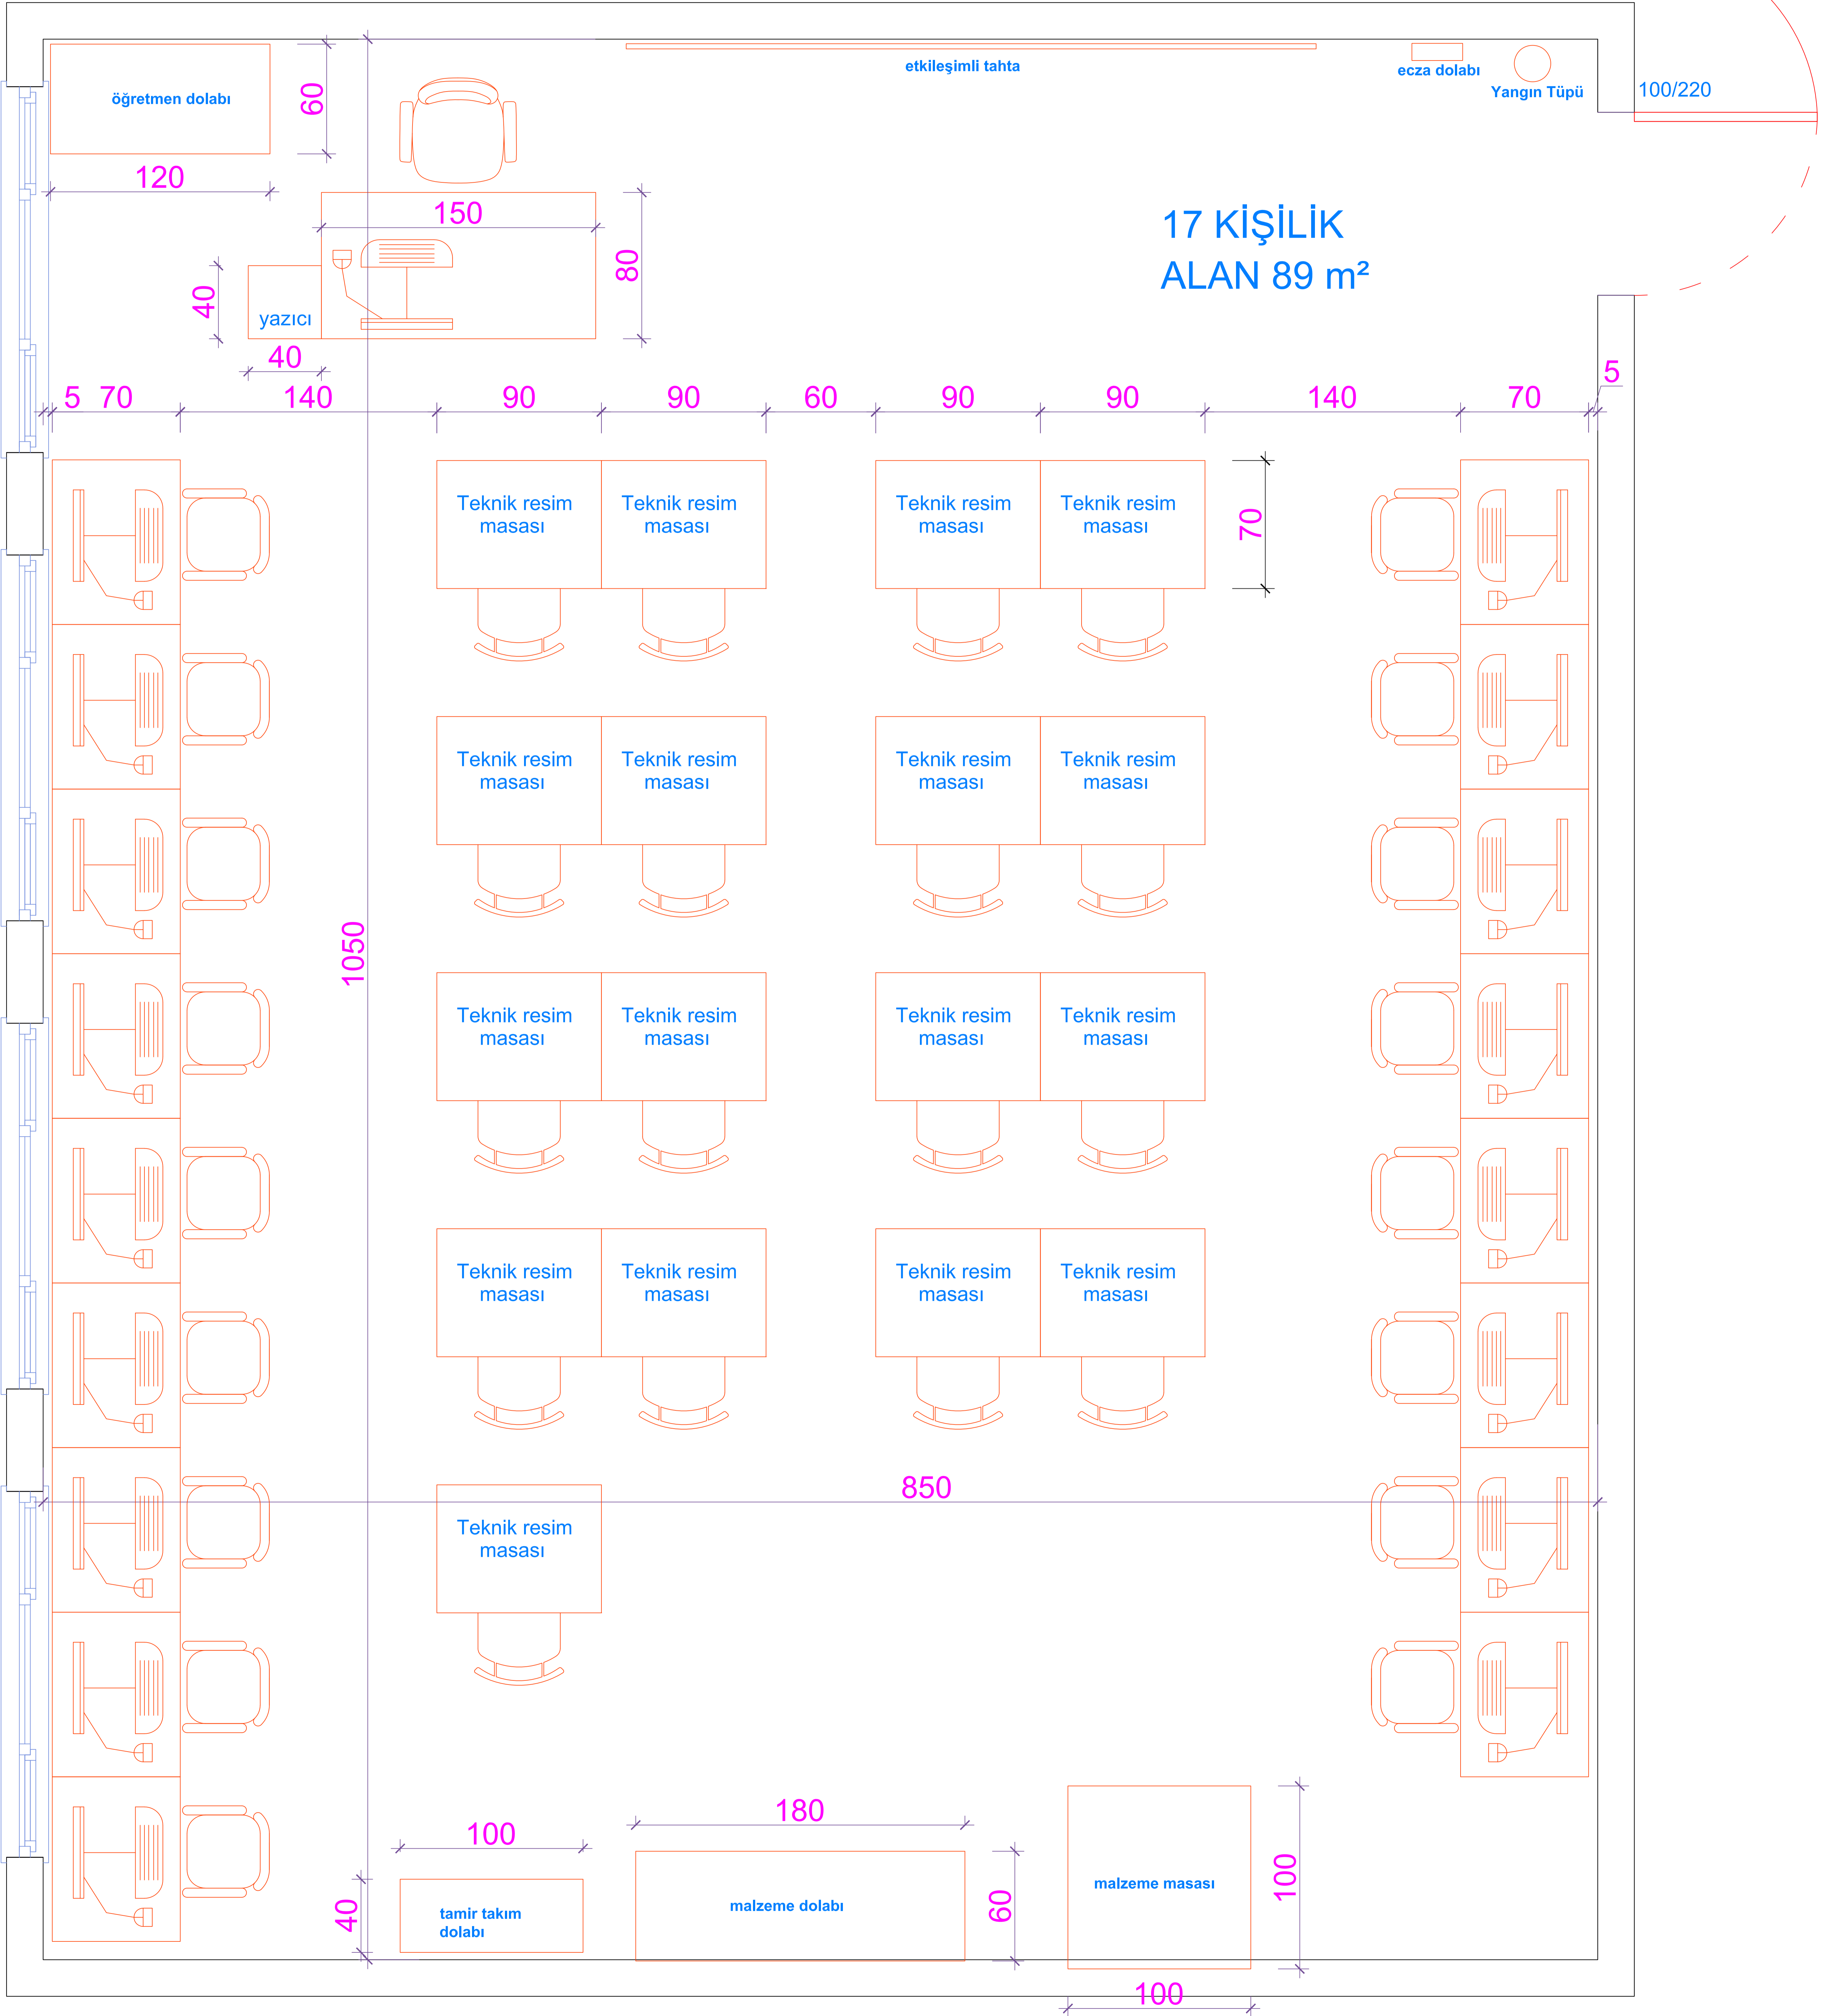 etkileşimli tahta
ecza dolabı
Yangın Tüpü
100/220
öğretmen dolabı
60
120
150
80
40
yazıcı
40
17 KİŞİLİK
ALAN 89 m²
5
70
140
90
90
60
90
90
140
70
5
Teknik resim
masası
Teknik resim
masası
Teknik resim
masası
Teknik resim
masası
70
Teknik resim
masası
Teknik resim
masası
Teknik resim
masası
Teknik resim
masası
1050
Teknik resim
masası
Teknik resim
masası
Teknik resim
masası
Teknik resim
masası
Teknik resim
masası
Teknik resim
masası
Teknik resim
masası
Teknik resim
masası
850
Teknik resim
masası
100
180
40
tamir takım
dolabı
malzeme dolabı
60
malzeme masası
100
100